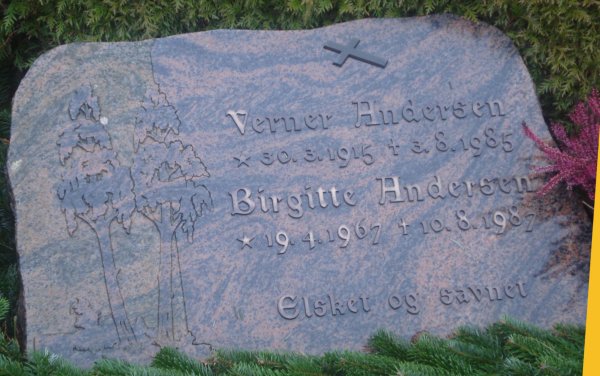 Verner Andersen
★ 30.3.1915 ✝ 3.8.1985
Birgitte Andersen
★ 19.4.1967 ✝ 10.8.1987
Elsket og savnet